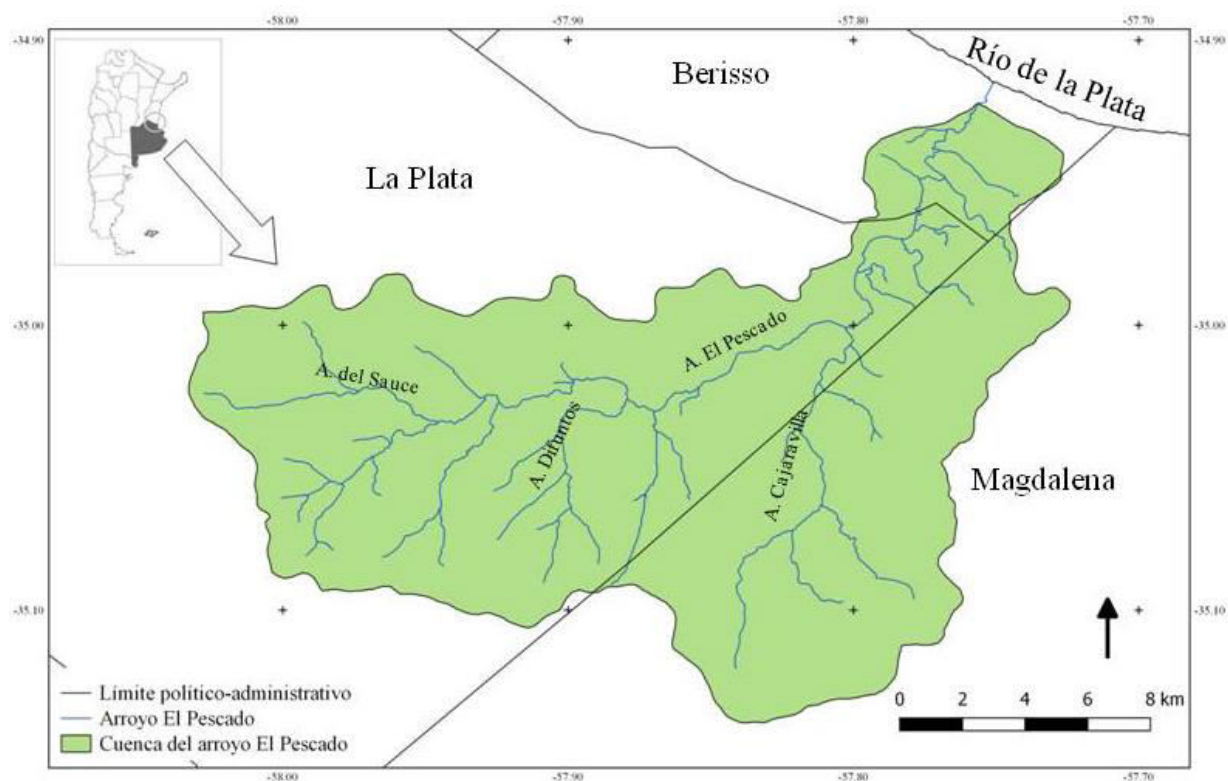 -58.00
-57.90
-57.80
-57.70
-34.90
-34.90
Río de la Plata
Berisso
La Plata
-35.00
-35.00
A. El Pescado
A. del Sauce
A. Difuntos
A. Cajaravilla
Magdalena
-35.10
-35.10
Límite político-administrativo
Arroyo El Pescado
Cuenca del arroyo El Pescado
0 2 4 6 8 km
-58.00
-57.90
-57.80
-57.70